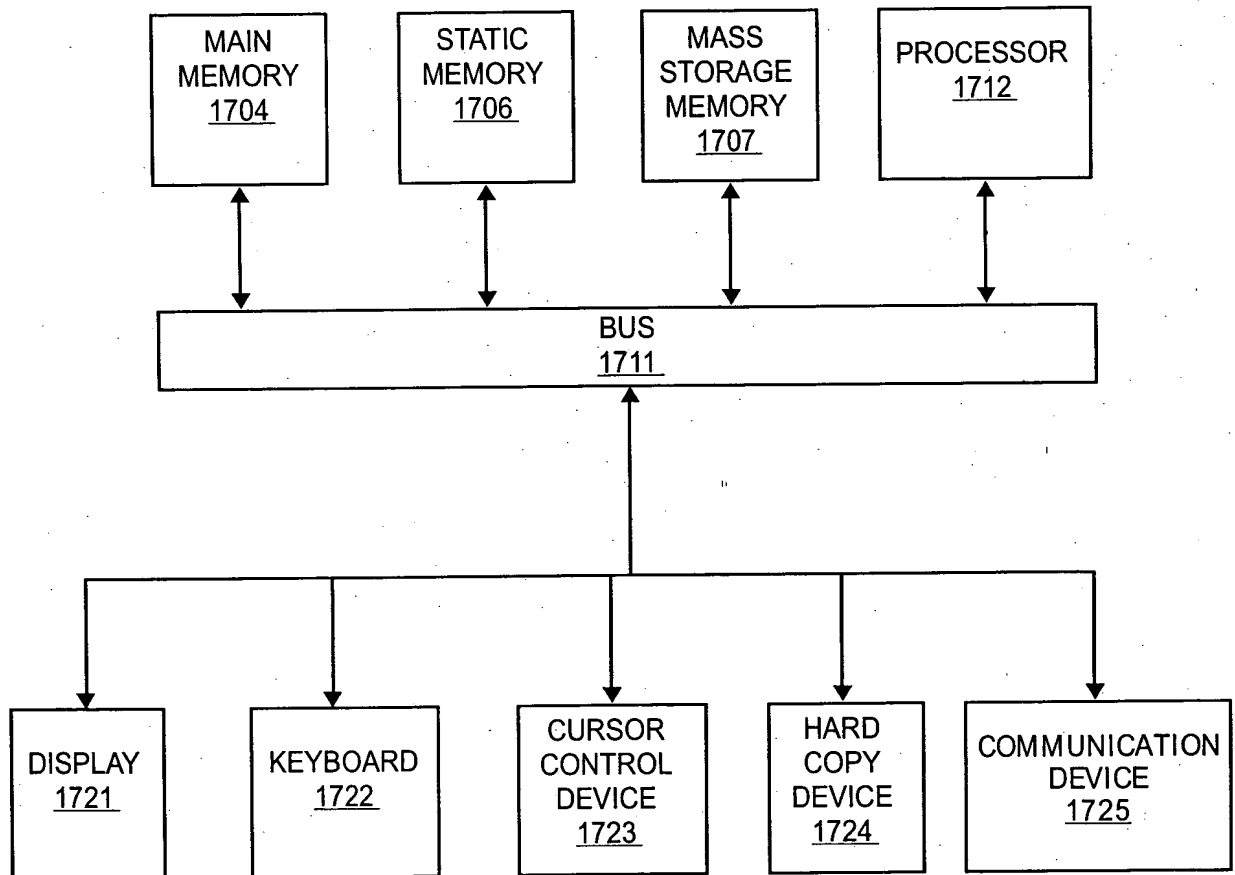 MAIN
MEMORY
1704
STATIC
MEMORY
1706
MASS
STORAGE
MEMORY
1707
PROCESSOR
1712
BUS
1711
DISPLAY
1721
KEYBOARD
1722
CURSOR
CONTROL
DEVICE
1723
HARD
COPY
DEVICE
1724
COMMUNICATION
DEVICE
1725